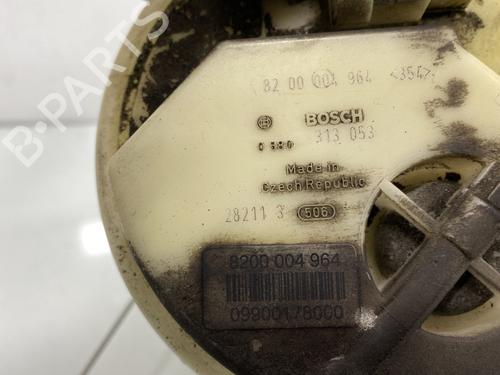 B-PARTS
82 00 004 964 <354>
BOSCH
0 580 313 053
Made in
Czech Republic
28211 3 506
8200 004 964
09900178000